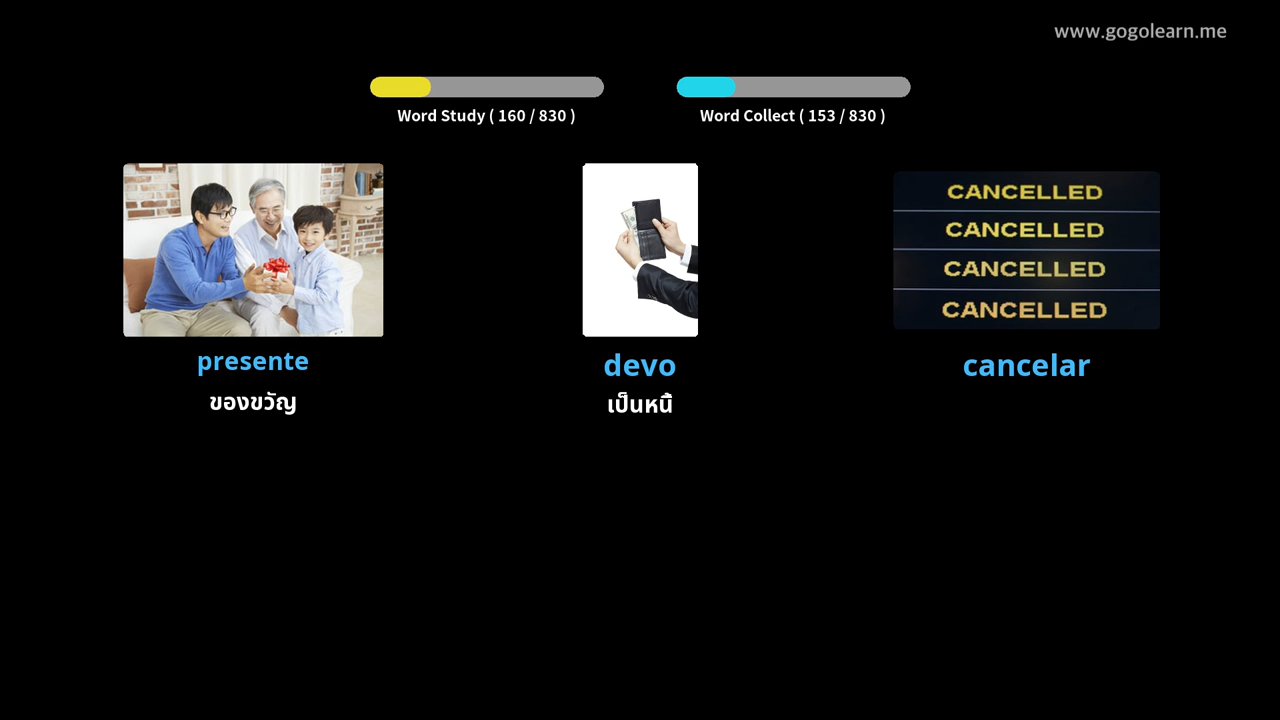 www.gogolearn.me
Word Study ( 160 / 830 )
Word Collect ( 153 / 830 )
CANCELLED
CANCELLED
CANCELLED
CANCELLED
presente
devo
cancelar
ของขวัญ
เป็นหนี้